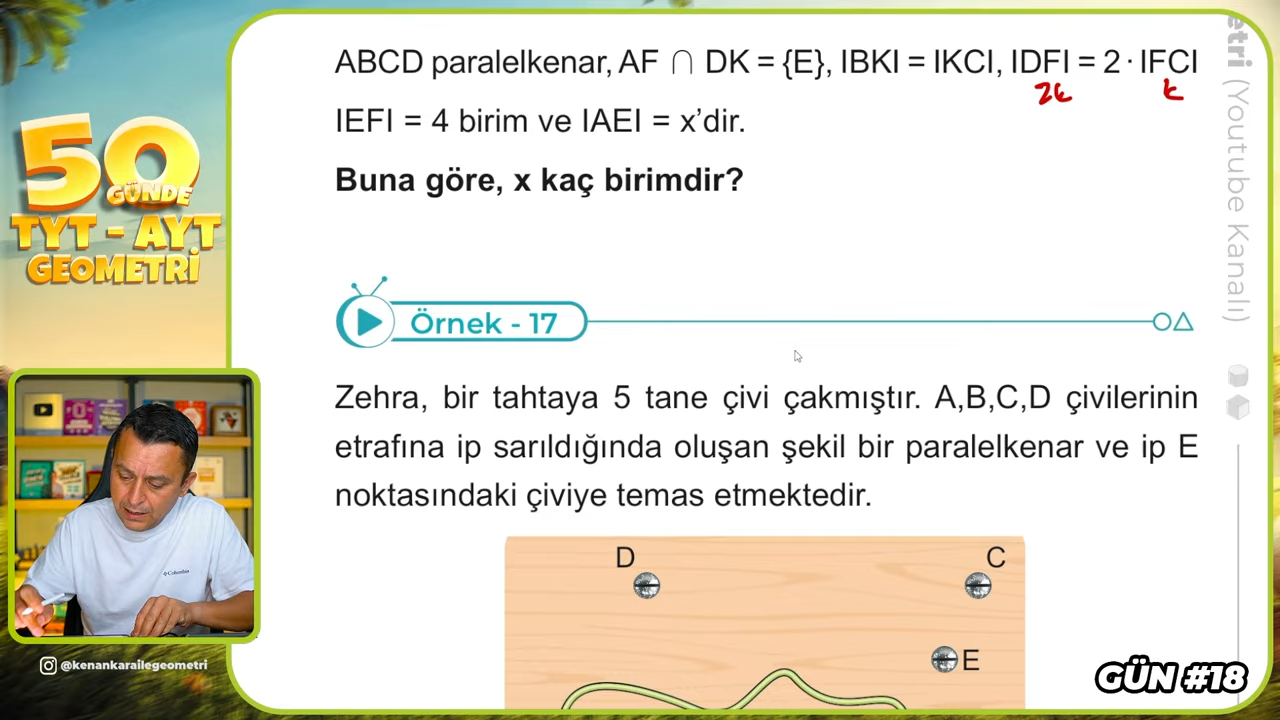 ABCD paralelkenar, AF ∩ DK = {E}, IBKI = IKCI, IDFI = 2 · IFCI
2k k
IEFI = 4 birim ve IAEI = x’dir.
Buna göre, x kaç birimdir?
50
GÜNDE
TYT - AYT
GEOMETRİ
Örnek - 17
Zehra, bir tahtaya 5 tane çivi çakmıştır. A,B,C,D çivilerinin
etrafına ip sarıldığında oluşan şekil bir paralelkenar ve ip E
noktasındaki çiviye temas etmektedir.
D
C
E
etri (Youtube Kanalı)
Columbia
@kenankarailegeometri
GÜN #18